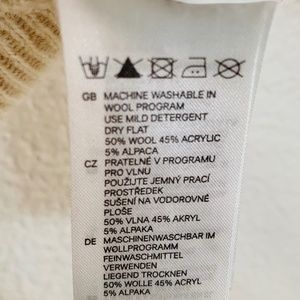 GB MACHINE WASHABLE IN
WOOL PROGRAM
USE MILD DETERGENT
DRY FLAT
50% WOOL 45% ACRYLIC
5% ALPACA
CZ PRATELNÉ V PROGRAMU
PRO VLNU
POUŽIJTE JEMNÝ PRACÍ
PROSTŘEDEK
SUŠENÍ NA VODOROVNÉ
PLOŠE
50% VLNA 45% AKRYL
5% ALPAKA
DE MASCHINENWASCHBAR IM
WOLLPROGRAMM
FEINWASCHMITTEL
VERWENDEN
LIEGEND TROCKNEN
50% WOLLE 45% ACRYL
5% ALPAKA